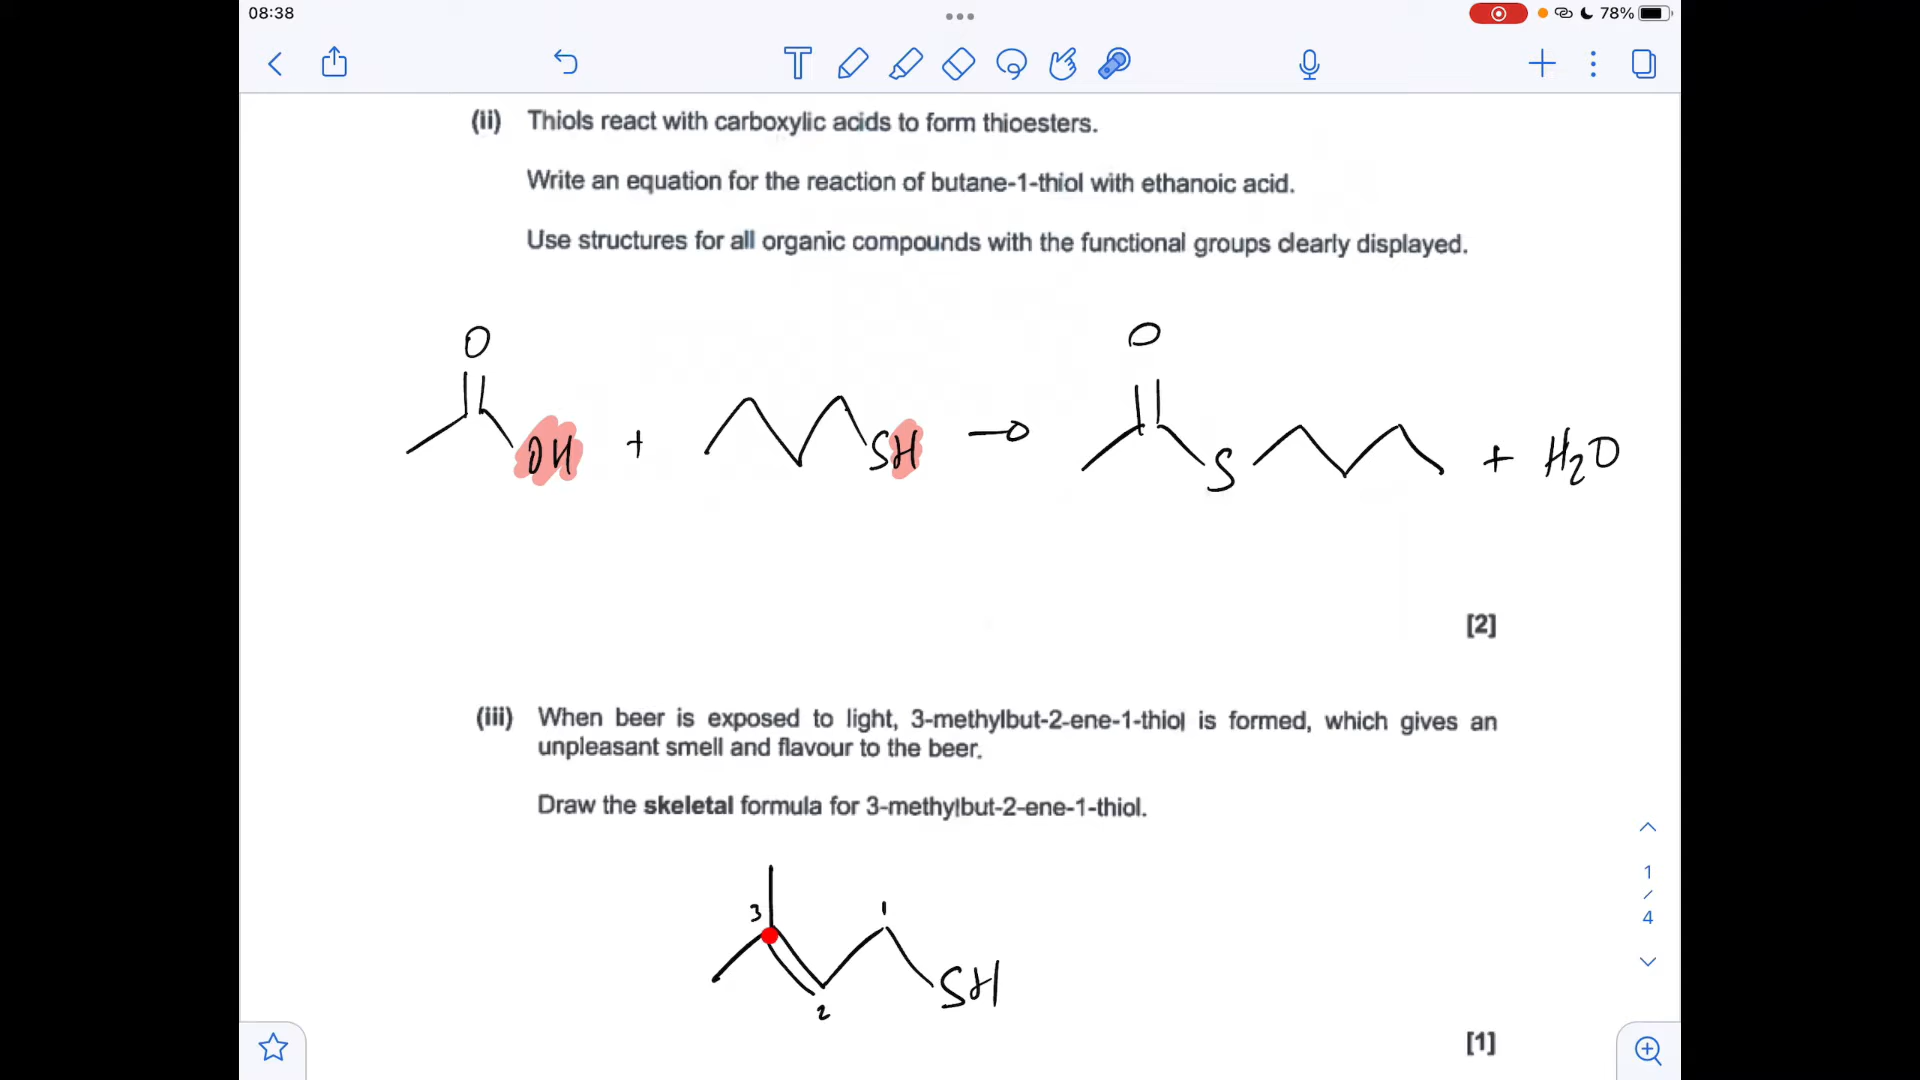 08:38
78%
(ii) Thiols react with carboxylic acids to form thioesters.
Write an equation for the reaction of butane-1-thiol with ethanoic acid.
Use structures for all organic compounds with the functional groups clearly displayed.
O
O
OH + SH → S + H₂O
[2]
(iii) When beer is exposed to light, 3-methylbut-2-ene-1-thiol is formed, which gives an
unpleasant smell and flavour to the beer.
Draw the skeletal formula for 3-methylbut-2-ene-1-thiol.
1
/
4
3
1
SH
2
[1]